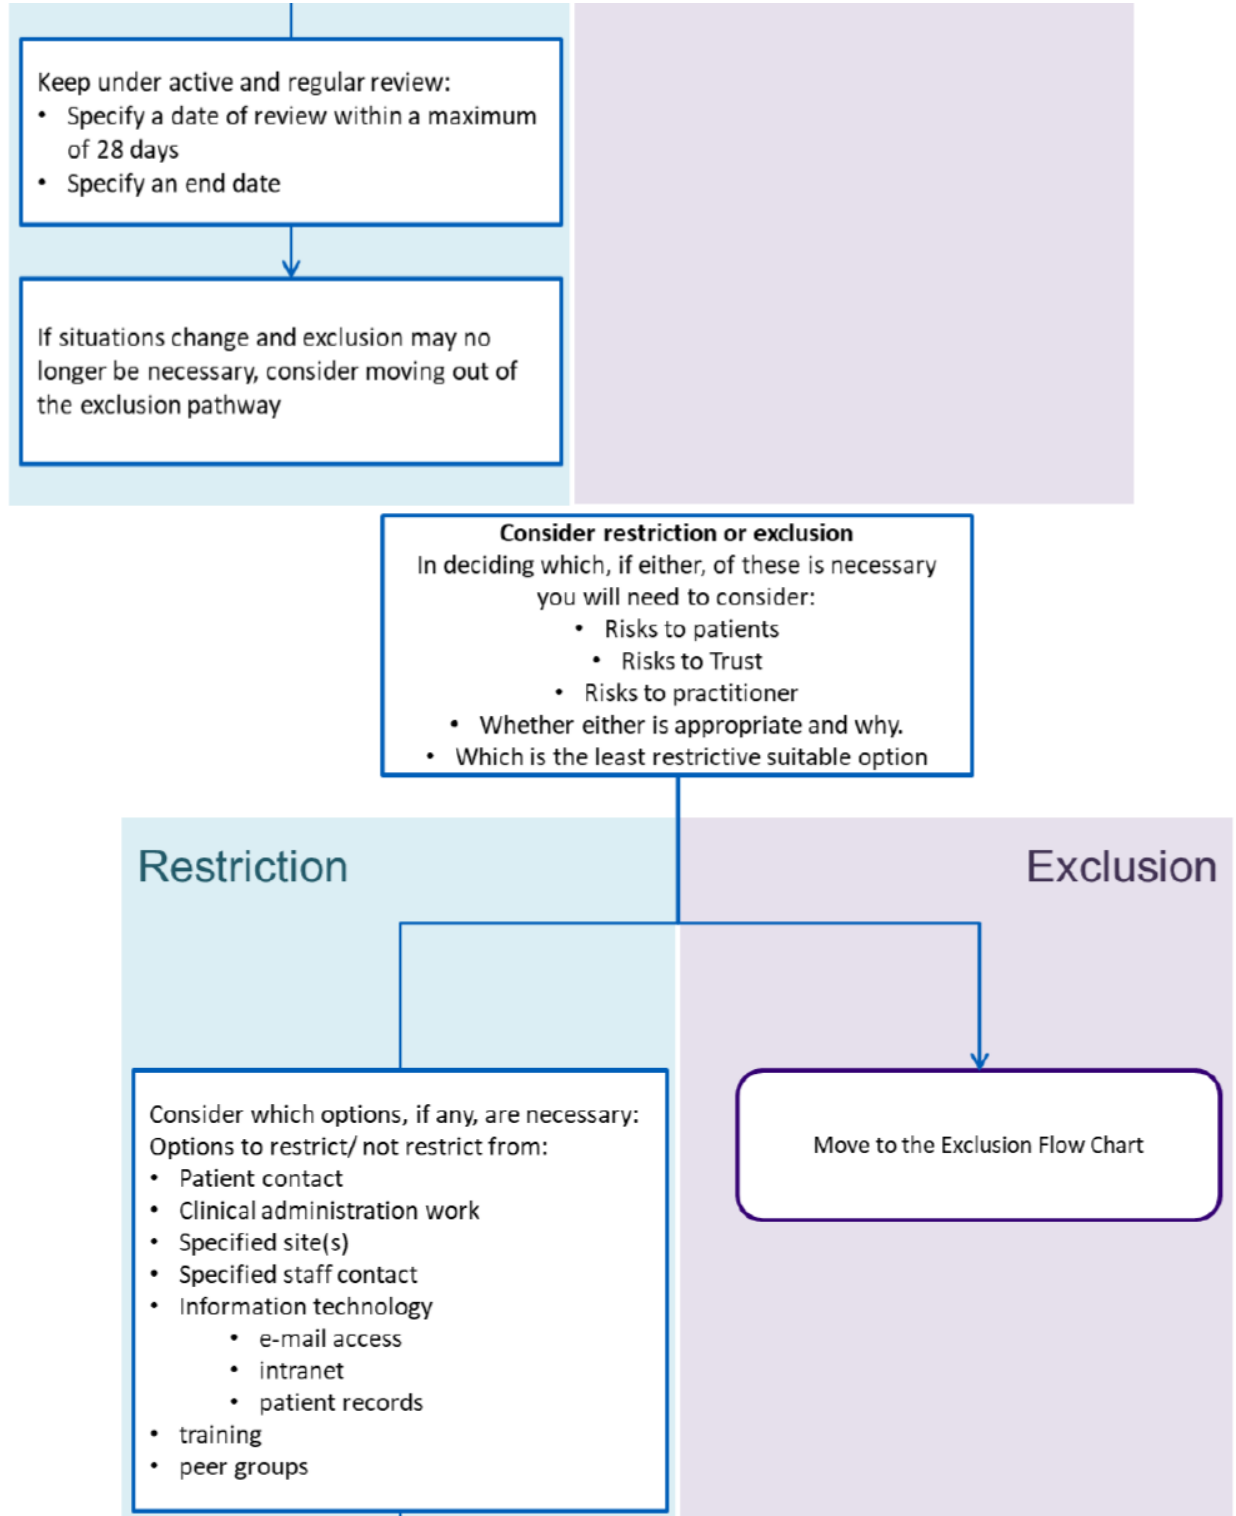 Keep under active and regular review:
• Specify a date of review within a maximum
of 28 days
• Specify an end date
If situations change and exclusion may no
longer be necessary, consider moving out of
the exclusion pathway
Consider restriction or exclusion
In deciding which, if either, of these is necessary
you will need to consider:
• Risks to patients
• Risks to Trust
• Risks to practitioner
• Whether either is appropriate and why.
• Which is the least restrictive suitable option
Restriction
Exclusion
Consider which options, if any, are necessary:
Options to restrict/ not restrict from:
• Patient contact
• Clinical administration work
• Specified site(s)
• Specified staff contact
• Information technology
• e-mail access
• intranet
• patient records
• training
• peer groups
Move to the Exclusion Flow Chart